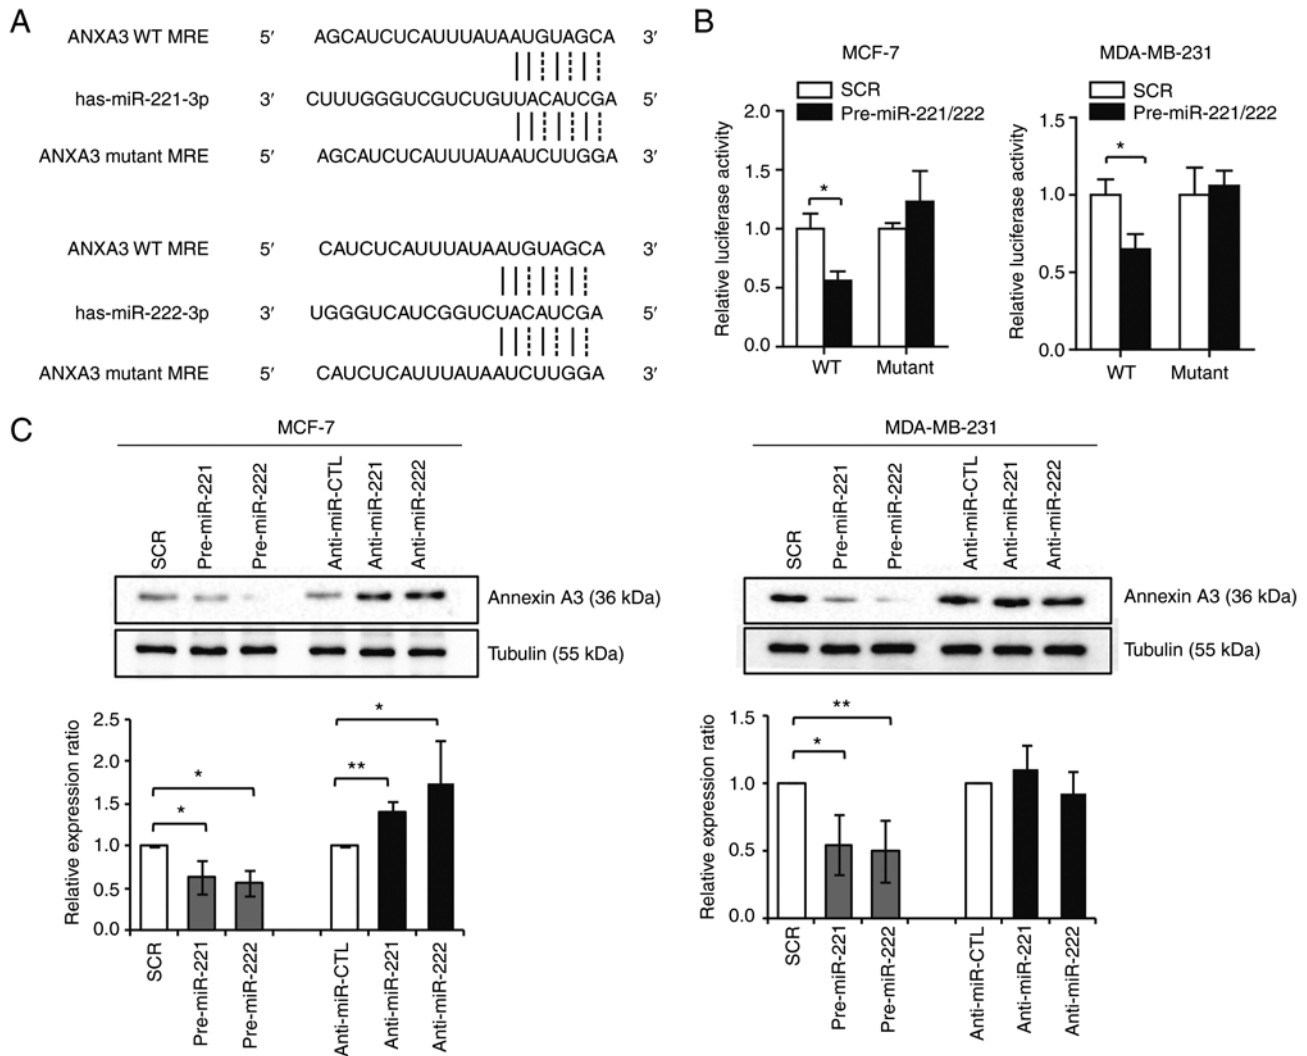 A
ANXA3 WT MRE 5′ AGCAUCUCAUUUAUAAUGUAGCA 3′
has-miR-221-3p 3′ CUUUGGGUCGUCUGUUACAUCGA 5′
ANXA3 mutant MRE 5′ AGCAUCUCAUUUAUAAUCUUGGA 3′
ANXA3 WT MRE 5′ CAUCUCAUUUAUAAUGUAGCA 3′
has-miR-222-3p 3′ UGGGUCAUCGGUCUACAUCGA 5′
ANXA3 mutant MRE 5′ CAUCUCAUUUAUAAUCUUGGA 3′
B
MCF-7
SCR
Pre-miR-221/222
Relative luciferase activity
2.0
1.5
1.0
0.5
0.0
*
WT Mutant
MDA-MB-231
SCR
Pre-miR-221/222
Relative luciferase activity
1.5
1.0
0.5
0.0
*
WT Mutant
C
MCF-7
SCR
Pre-miR-221
Pre-miR-222
Anti-miR-CTL
Anti-miR-221
Anti-miR-222
Annexin A3 (36 kDa)
Tubulin (55 kDa)
Relative expression ratio
2.5
2.0
1.5
1.0
0.5
0.0
*
*
**
*
SCR
Pre-miR-221
Pre-miR-222
Anti-miR-CTL
Anti-miR-221
Anti-miR-222
MDA-MB-231
SCR
Pre-miR-221
Pre-miR-222
Anti-miR-CTL
Anti-miR-221
Anti-miR-222
Annexin A3 (36 kDa)
Tubulin (55 kDa)
Relative expression ratio
1.5
1.0
0.5
0.0
**
*
SCR
Pre-miR-221
Pre-miR-222
Anti-miR-CTL
Anti-miR-221
Anti-miR-222